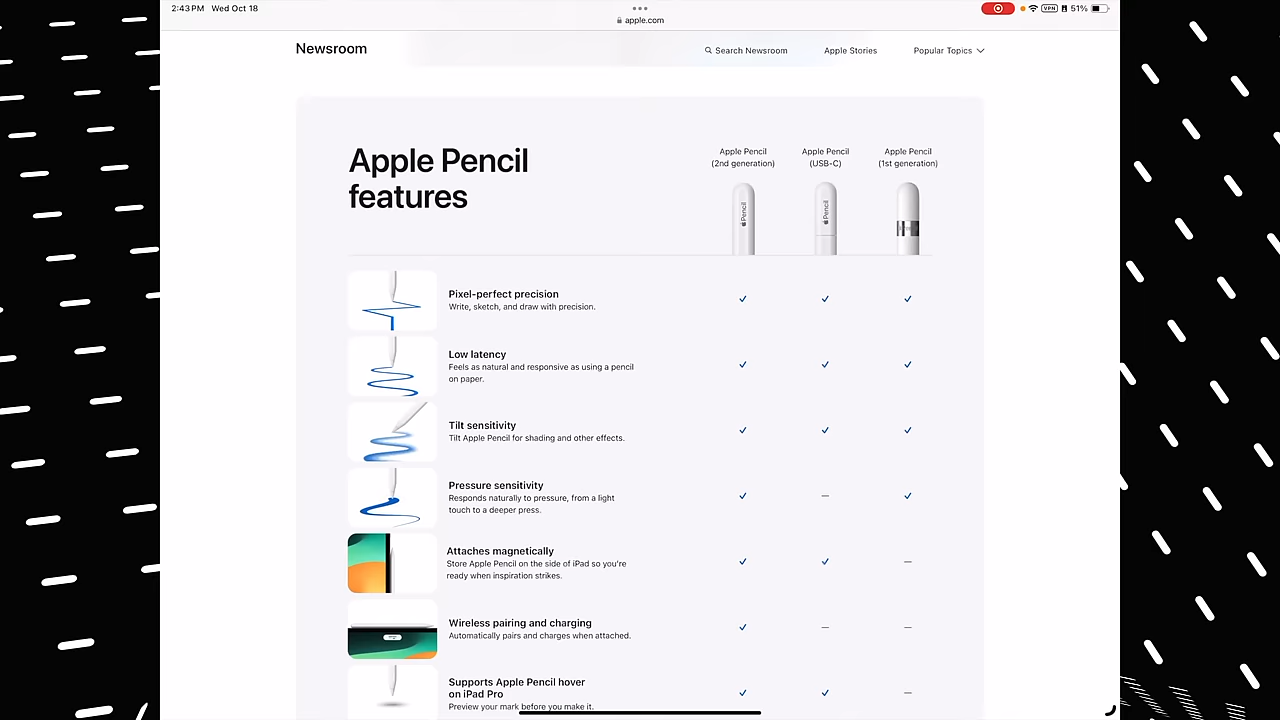 2:43 PM Wed Oct 18
apple.com
VPN
51%
Newsroom
Search Newsroom
Apple Stories
Popular Topics
Apple Pencil
features
Apple Pencil
(2nd generation)
Apple Pencil
(USB-C)
Apple Pencil
(1st generation)
Pencil
Pencil
Pixel-perfect precision
Write, sketch, and draw with precision.
Low latency
Feels as natural and responsive as using a pencil
on paper.
Tilt sensitivity
Tilt Apple Pencil for shading and other effects.
Pressure sensitivity
Responds naturally to pressure, from a light
touch to a deeper press.
Attaches magnetically
Store Apple Pencil on the side of iPad so you're
ready when inspiration strikes.
Wireless pairing and charging
Automatically pairs and charges when attached.
Supports Apple Pencil hover
on iPad Pro
Preview your mark before you make it.